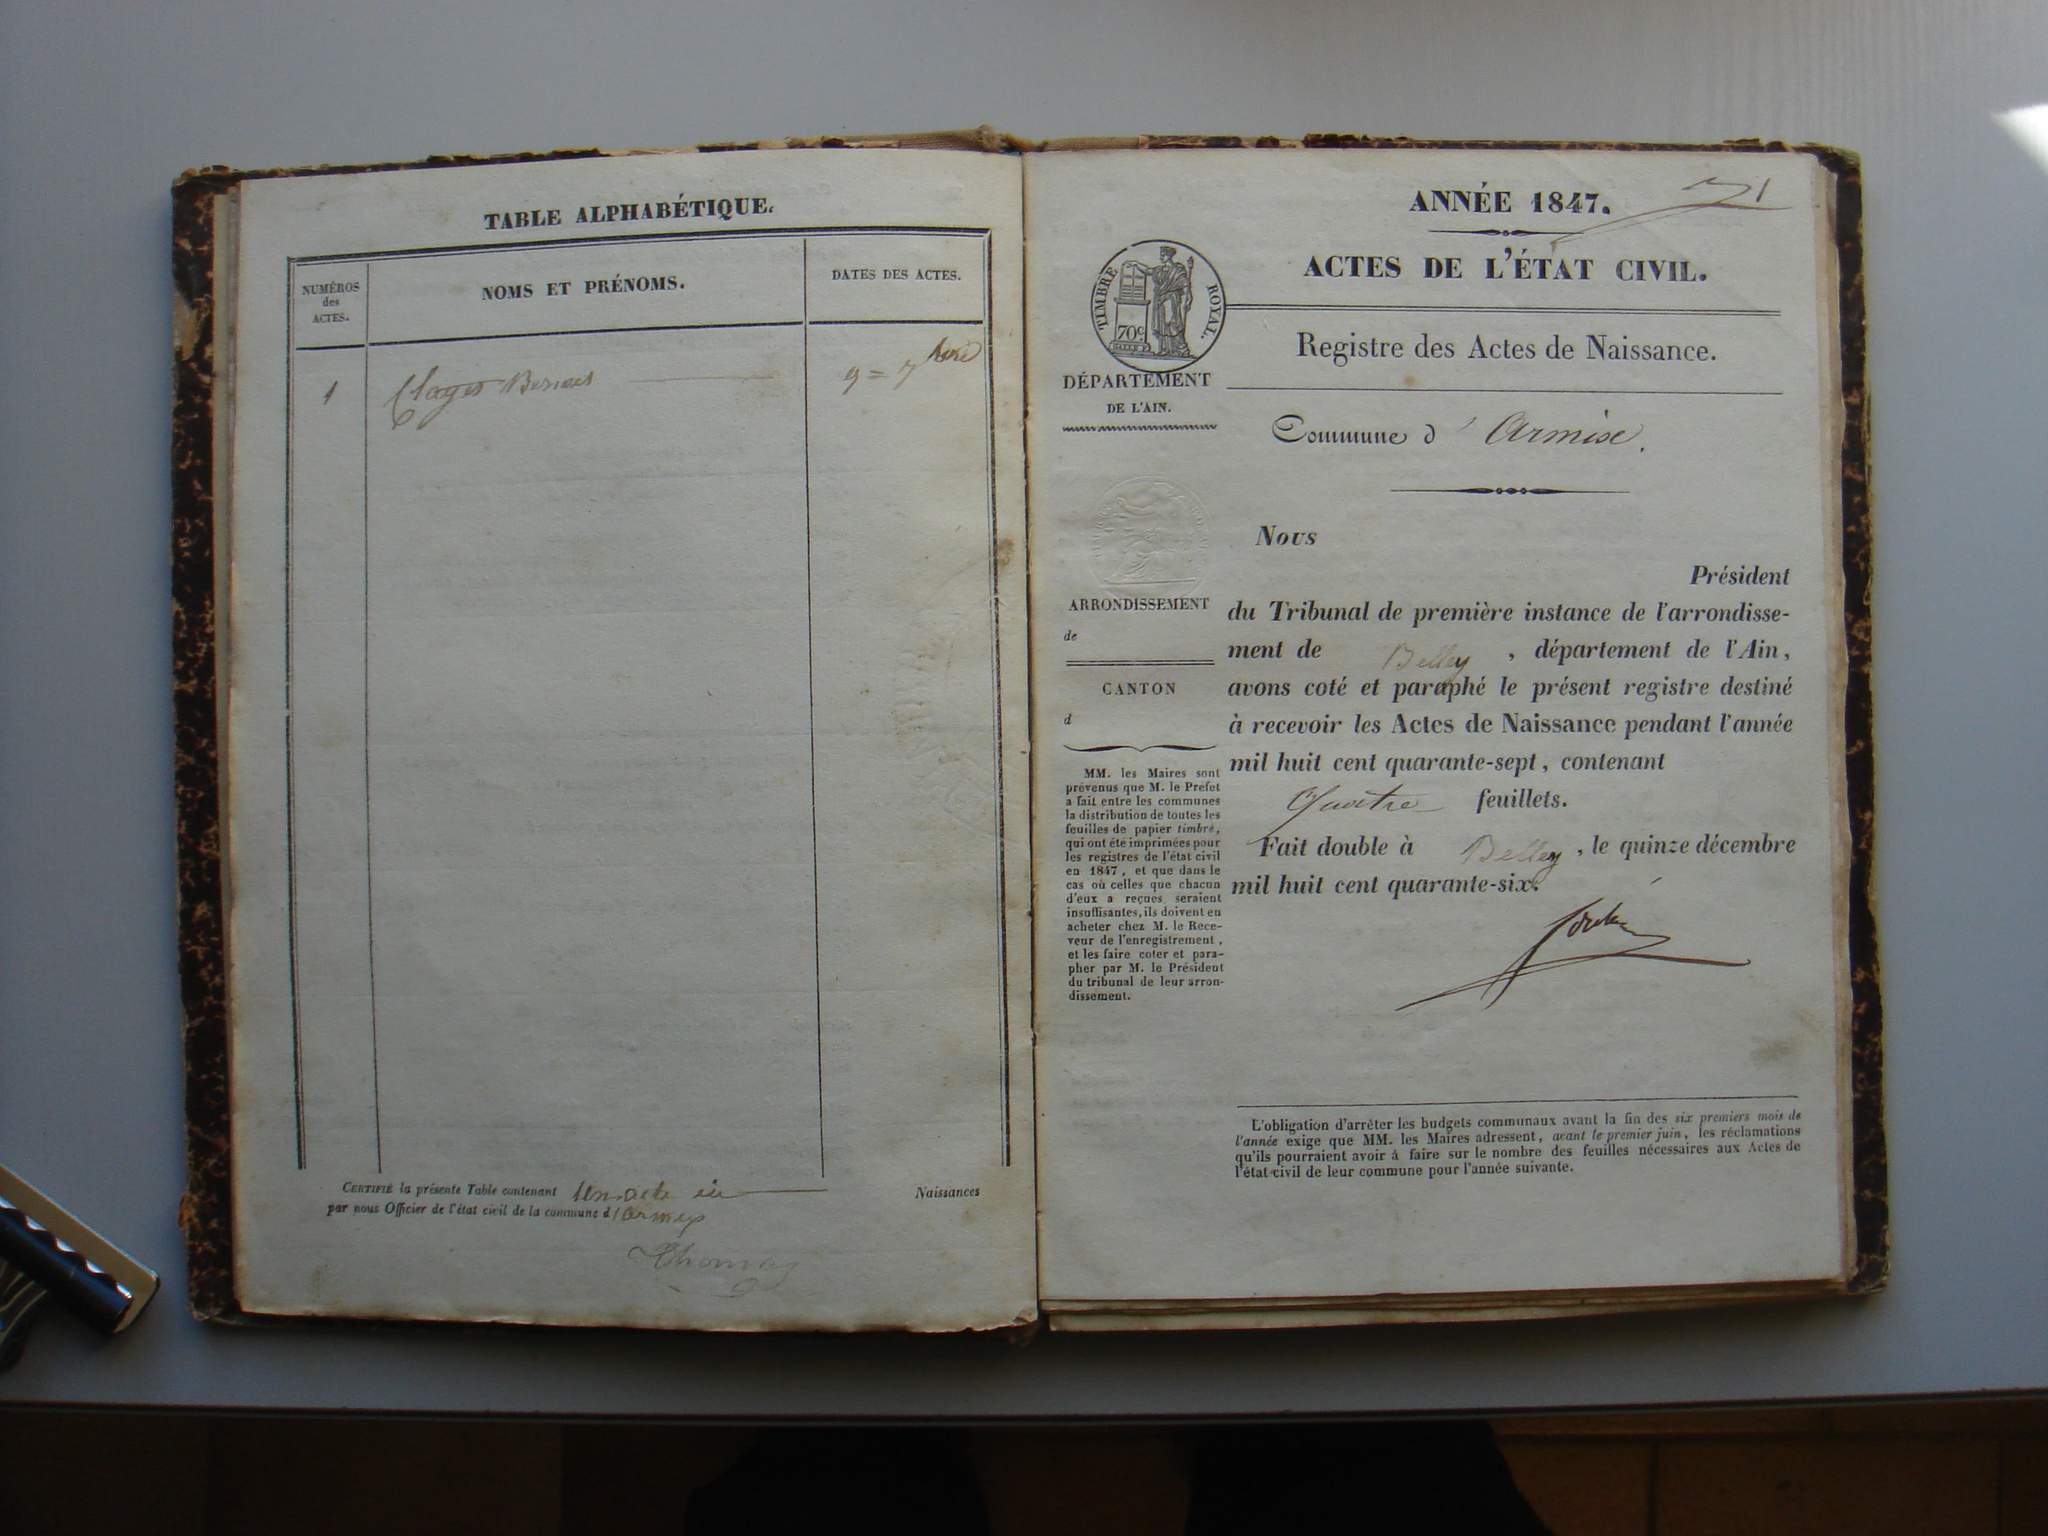 TABLE ALPHABÉTIQUE.
NUMÉROS
des
ACTES.
NOMS ET PRÉNOMS.
DATES DES ACTES.
1
9 = 7bre
CERTIFIÉ la présente Table contenant un acte
Naissances
par nous Officier de l'état civil de la commune d'
Thomas
ANNÉE 1847.
1
ACTES DE L'ÉTAT CIVIL.
TIMBRE ROYAL.
70c
Registre des Actes de Naissance.
DÉPARTEMENT
DE L'AIN.
Commune d' Armix.
ARRONDISSEMENT
de
CANTON
d
MM. les Maires sont
prévenus que M. le Préfet
a fait entre les communes
la distribution de toutes les
feuilles de papier timbré,
qui ont été imprimées pour
les registres de l'état civil
en 1847, et que dans le
cas où celles que chacun
d'eux a reçues seraient
insuffisantes, ils doivent en
acheter chez M. le Rece-
veur de l'enregistrement,
et les faire coter et para-
pher par M. le Président
du tribunal de leur arron-
dissement.
Nous
Président
du Tribunal de première instance de l'arrondisse-
ment de Belley, département de l'Ain,
avons coté et paraphé le présent registre destiné
à recevoir les Actes de Naissance pendant l'année
mil huit cent quarante-sept, contenant
Quatre feuillets.
Fait double à Belley, le quinze décembre
mil huit cent quarante-six.
L'obligation d'arrêter les budgets communaux avant la fin des six premiers mois de
l'année exige que MM. les Maires adressent, avant le premier juin, les réclamations
qu'ils pourraient avoir à faire sur le nombre des feuilles nécessaires aux Actes de
l'état civil de leur commune pour l'année suivante.